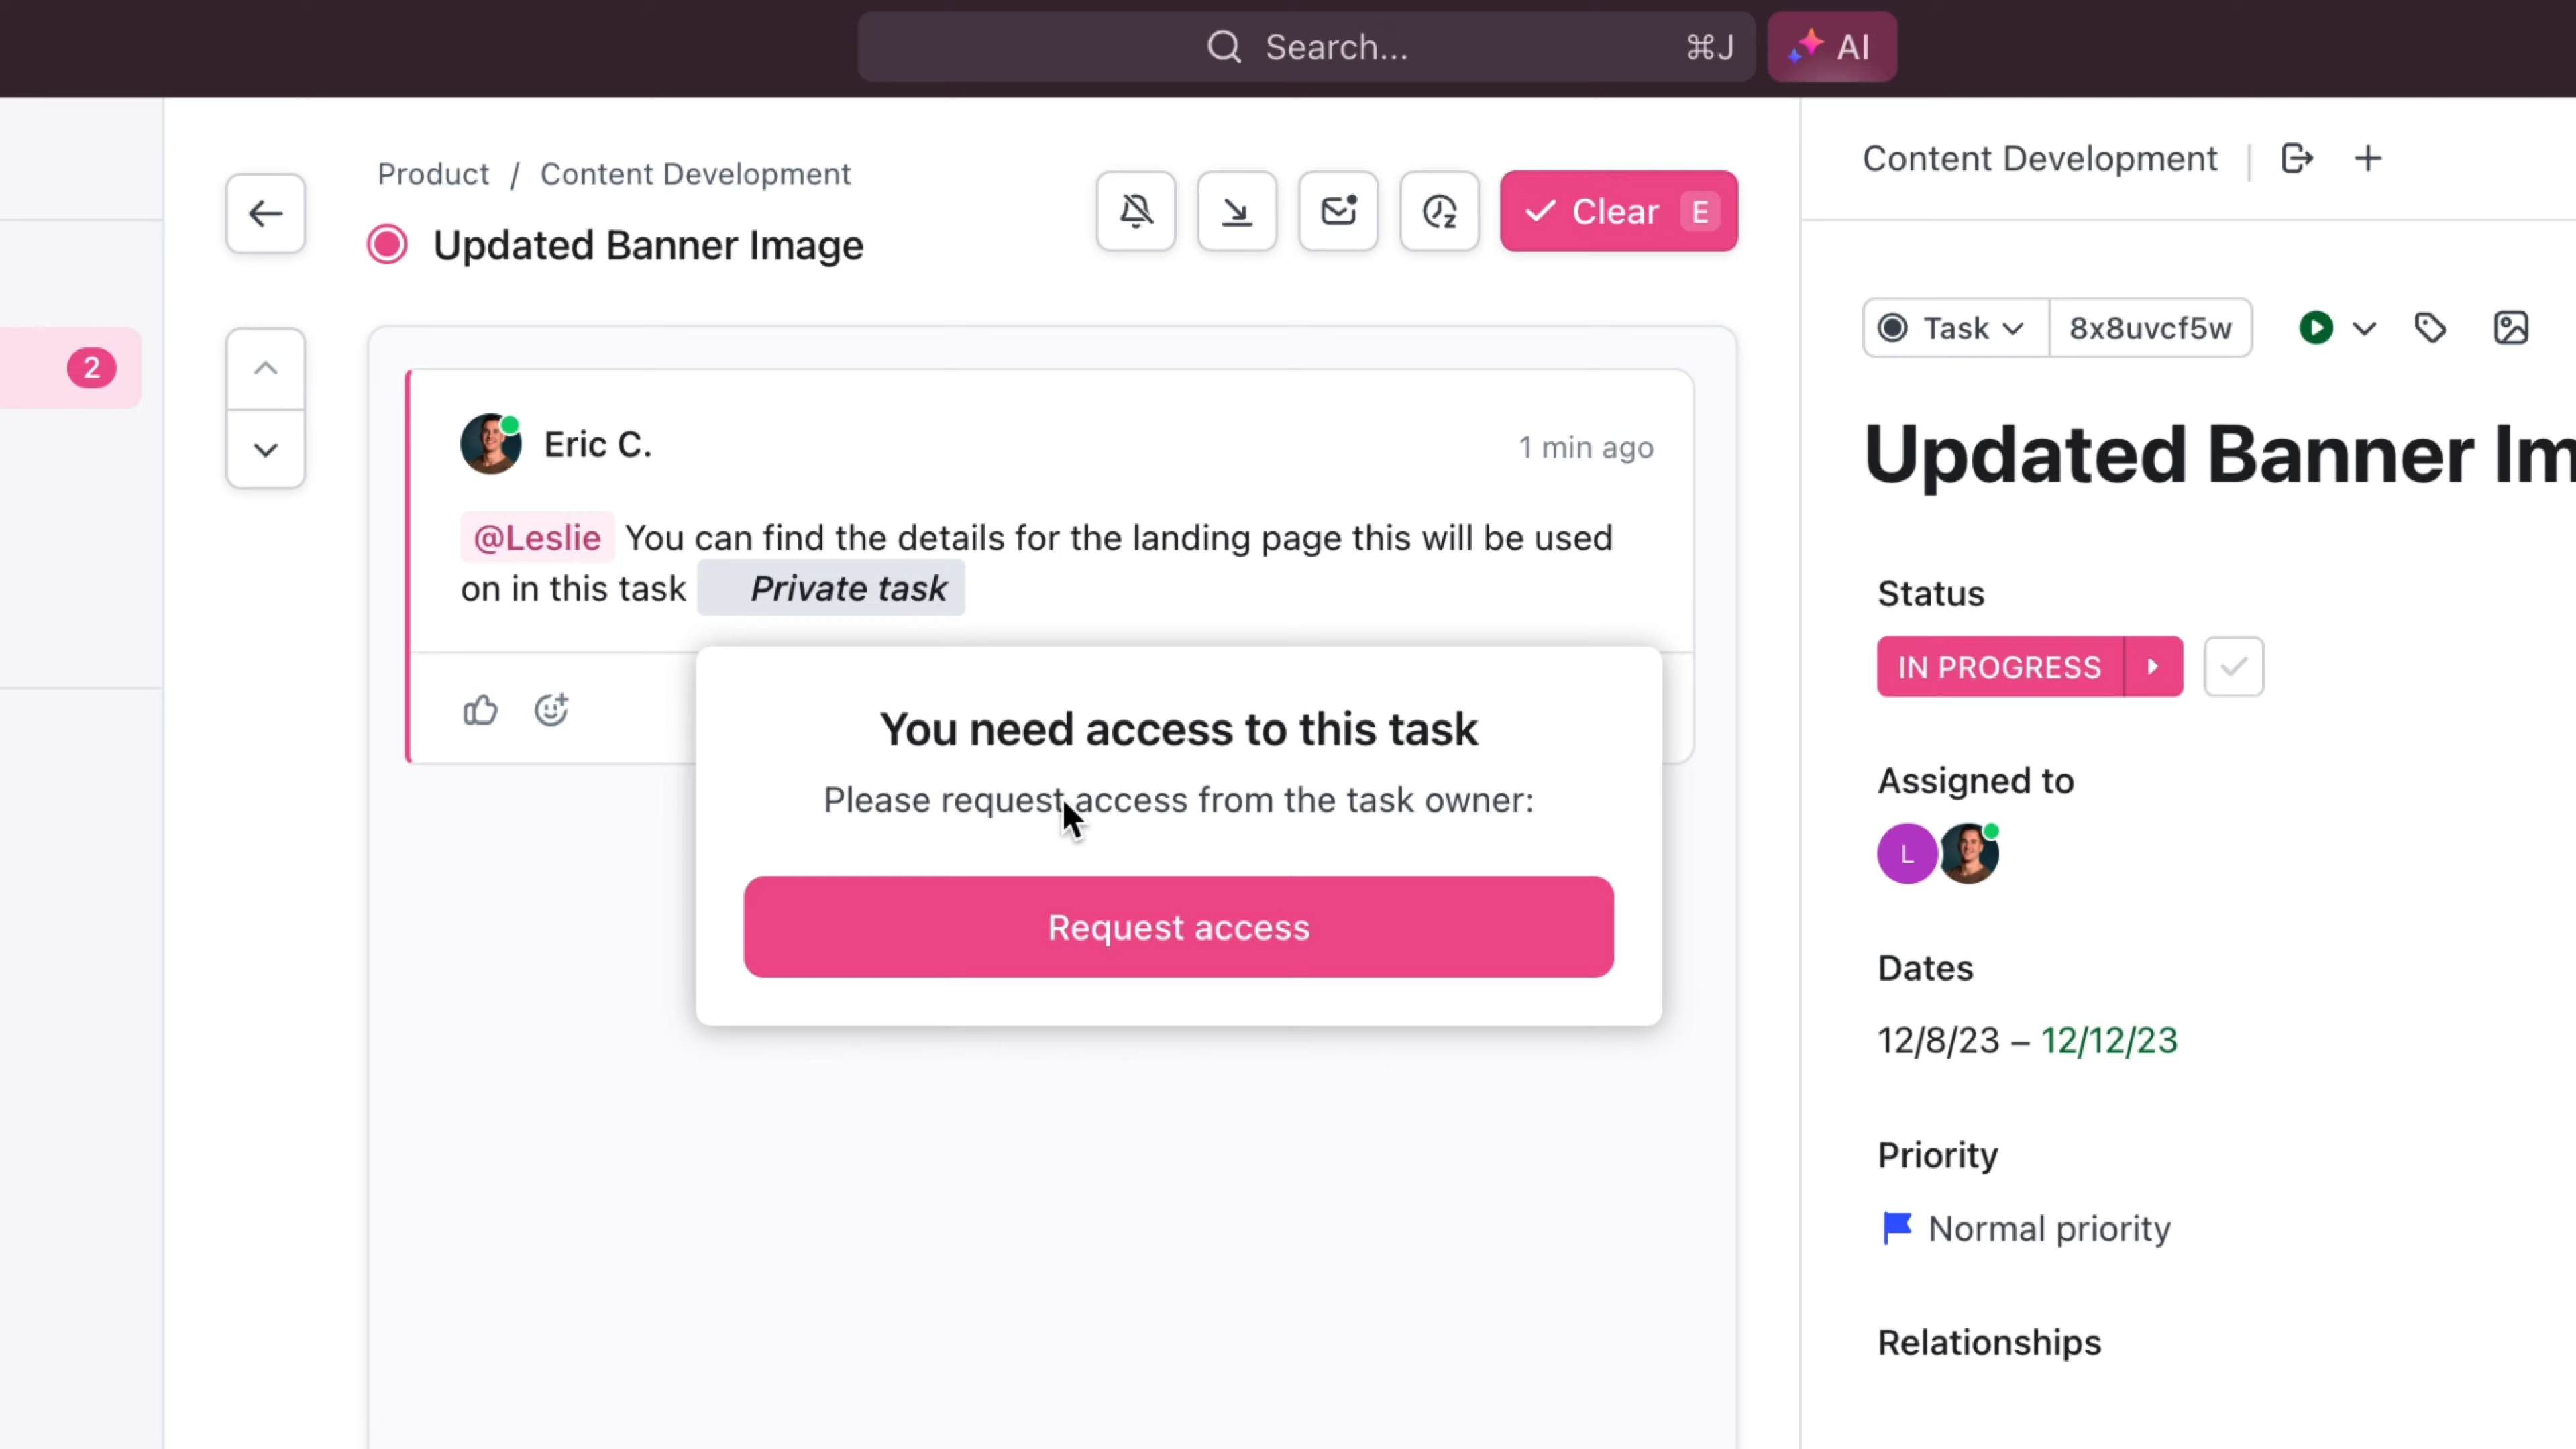 Search...
⌘J
AI
Product / Content Development
Updated Banner Image
Clear E
2
Eric C.
1 min ago
@Leslie You can find the details for the landing page this will be used
on in this task Private task
You need access to this task
Please request access from the task owner:
Request access
Content Development
Task
8x8uvcf5w
Updated Banner Im
Status
IN PROGRESS
Assigned to
L
Dates
12/8/23 – 12/12/23
Priority
Normal priority
Relationships